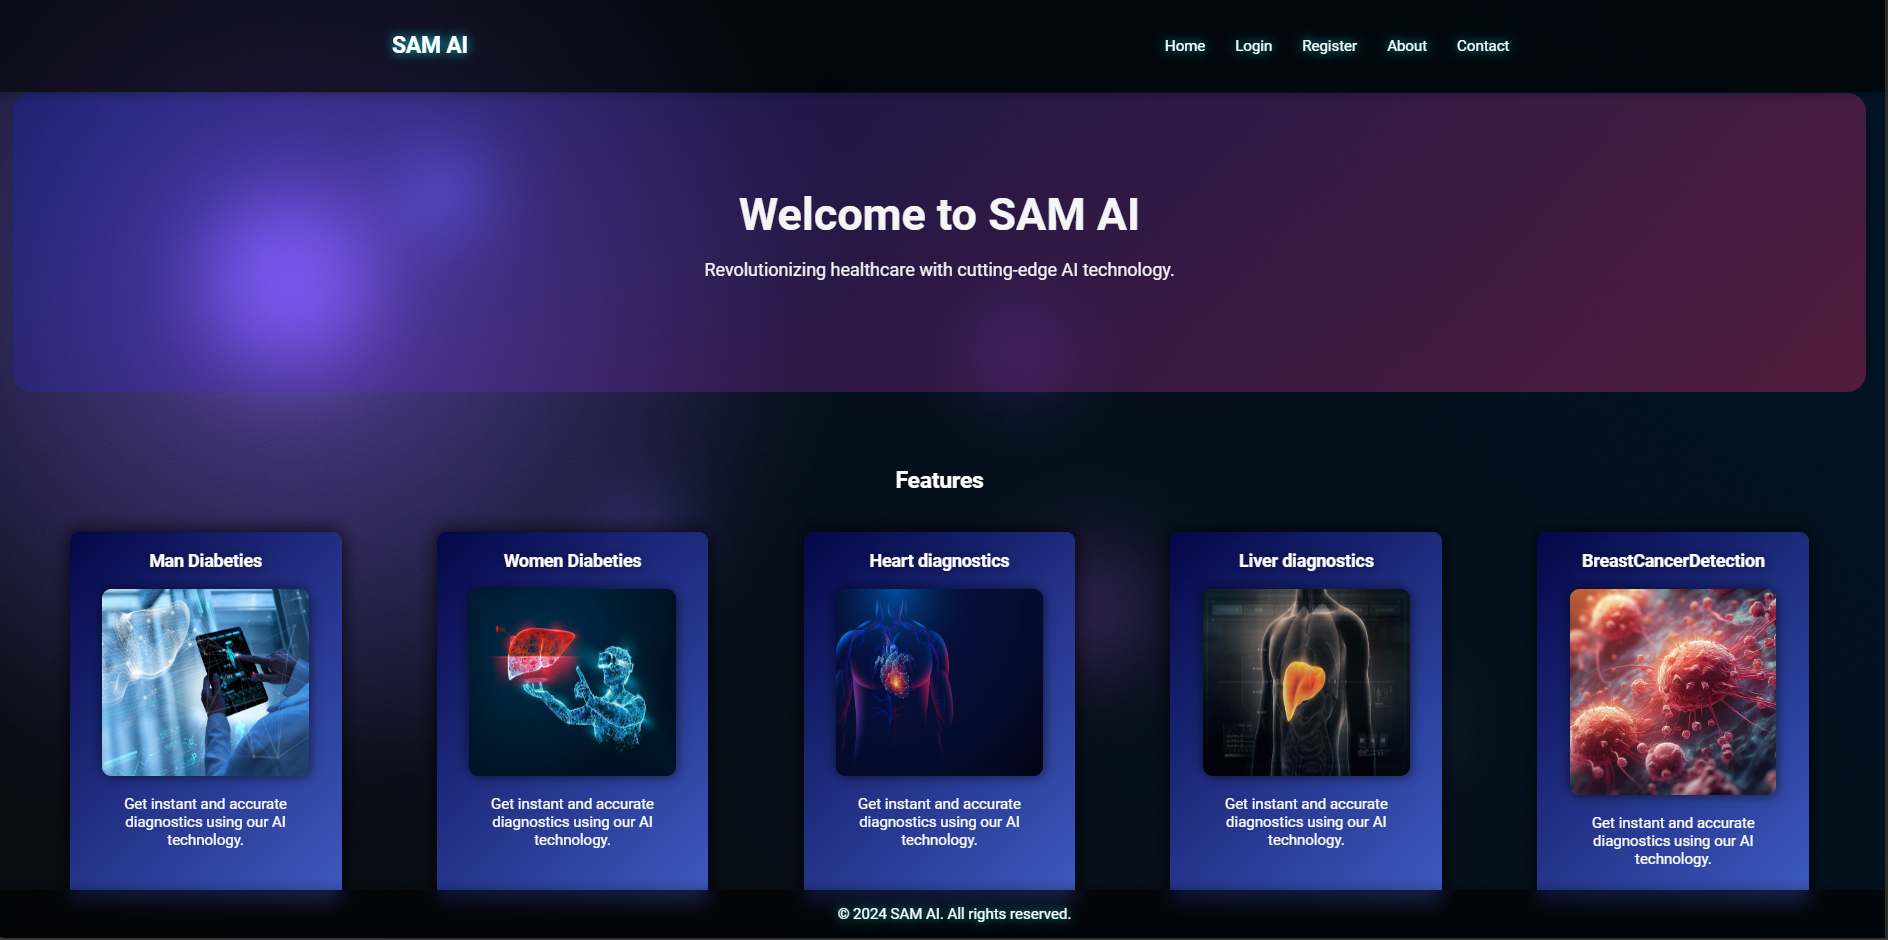 SAM AI
Home Login Register About Contact
Welcome to SAM AI
Revolutionizing healthcare with cutting-edge AI technology.
Features
Man Diabeties
Get instant and accurate
diagnostics using our AI
technology.
Women Diabeties
Get instant and accurate
diagnostics using our AI
technology.
Heart diagnostics
Get instant and accurate
diagnostics using our AI
technology.
Liver diagnostics
Get instant and accurate
diagnostics using our AI
technology.
BreastCancerDetection
Get instant and accurate
diagnostics using our AI
technology.
© 2024 SAM AI. All rights reserved.